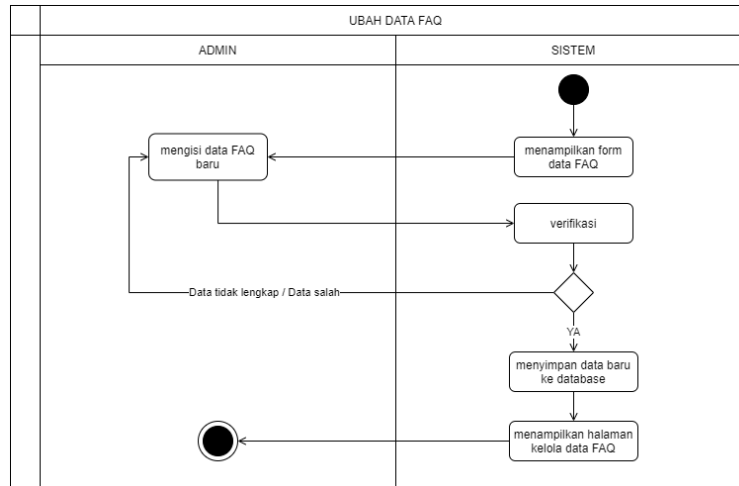 UBAH DATA FAQ
ADMIN
SISTEM
mengisi data FAQ
baru
menampilkan form
data FAQ
verifikasi
Data tidak lengkap / Data salah
YA
menyimpan data baru
ke database
menampilkan halaman
kelola data FAQ